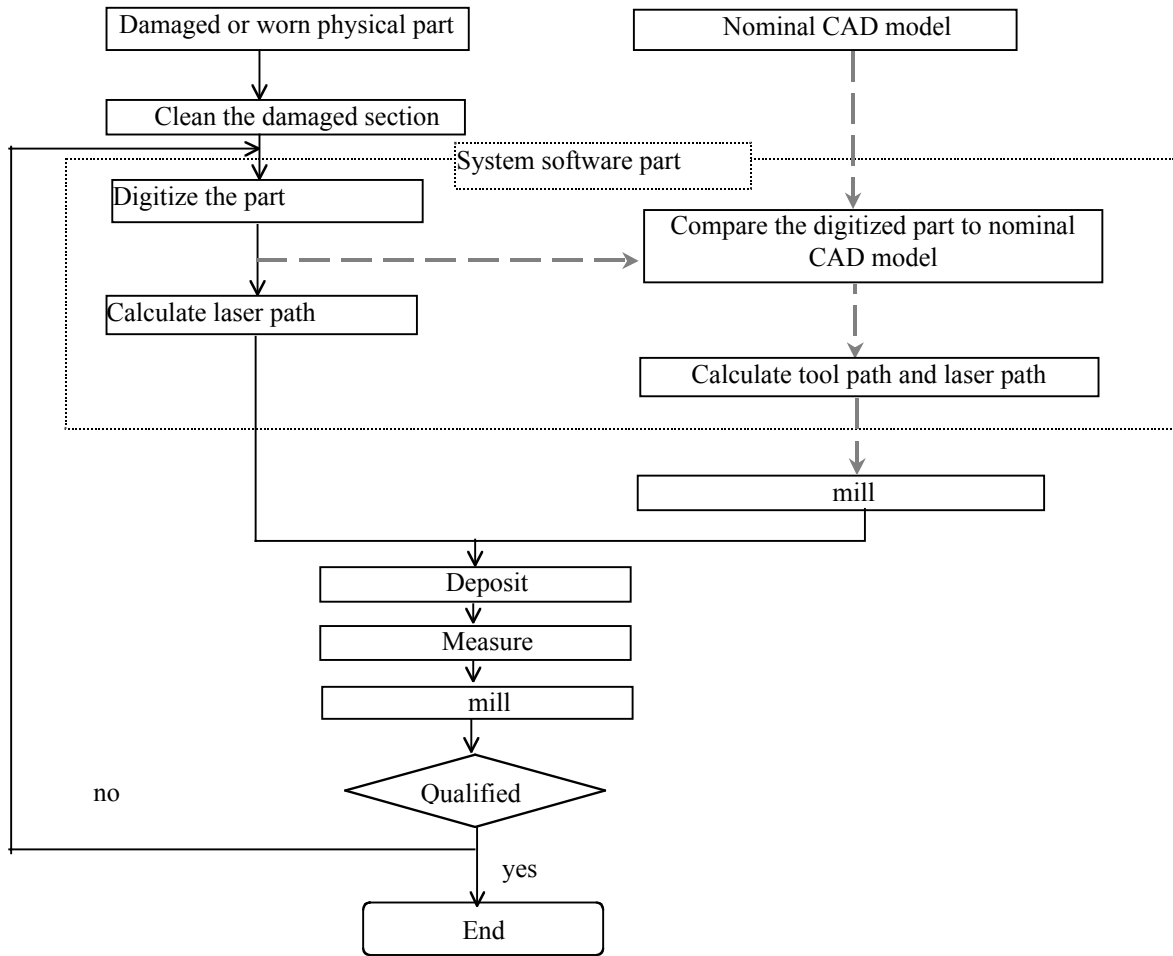 Damaged or worn physical part
Nominal CAD model
Clean the damaged section
System software part
Digitize the part
Compare the digitized part to nominal
CAD model
Calculate laser path
Calculate tool path and laser path
mill
Deposit
Measure
mill
Qualified
no
yes
End